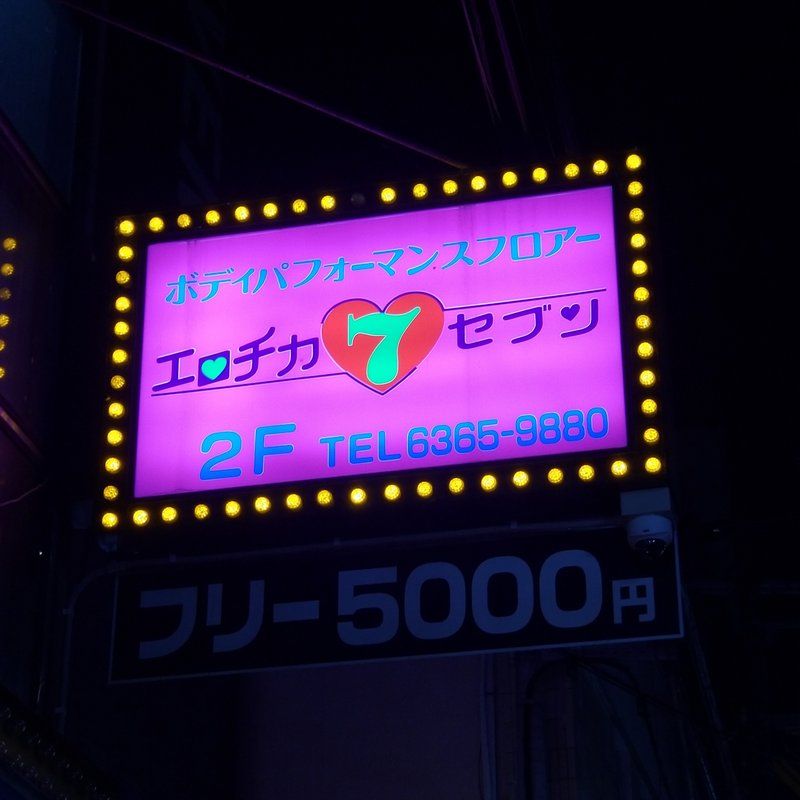 ボディパフォーマンスフロアー
エロチカ7セブン
2F TEL6365-9880
フリー5000円